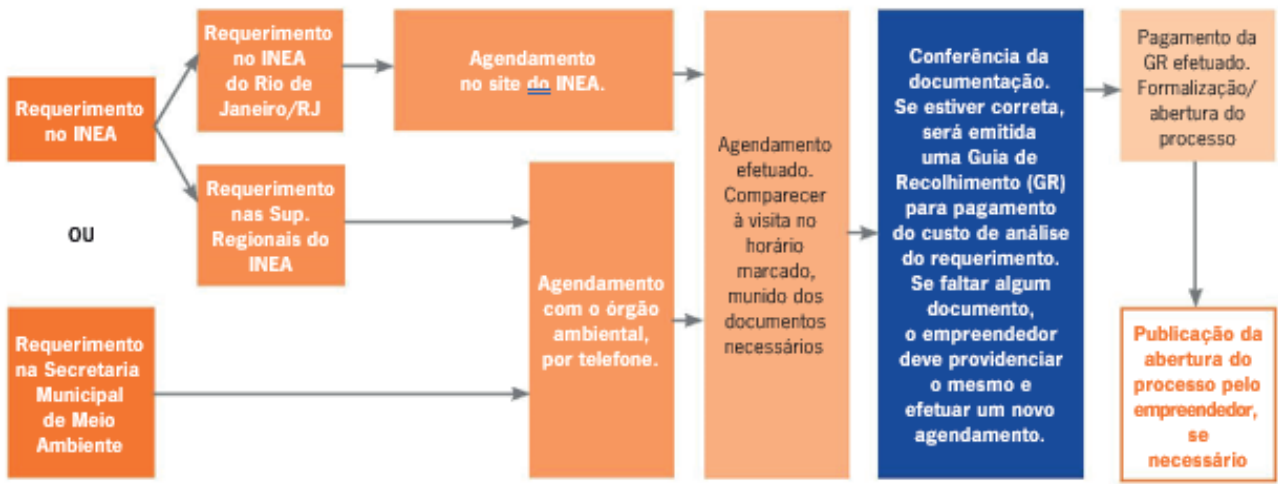 Requerimento
no INEA
OU
Requerimento
na Secretaria
Municipal
de Meio
Ambiente
Requerimento
no INEA
do Rio de
Janeiro/RJ
Requerimento
nas Sup.
Regionais do
INEA
Agendamento
no site do INEA.
Agendamento
com o órgão
ambiental,
por telefone.
Agendamento
efetuado.
Comparecer
à visita no
horário
marcado,
munido dos
documentos
necessários
Conferência da
documentação.
Se estiver correta,
será emitida
uma Guia de
Recolhimento (GR)
para pagamento
do custo de análise
do requerimento.
Se faltar algum
documento,
o empreendedor
deve providenciar
o mesmo e
efetuar um novo
agendamento.
Pagamento da
GR efetuado.
Formalização/
abertura do
processo
Publicação da
abertura do
processo pelo
empreendedor,
se
necessário